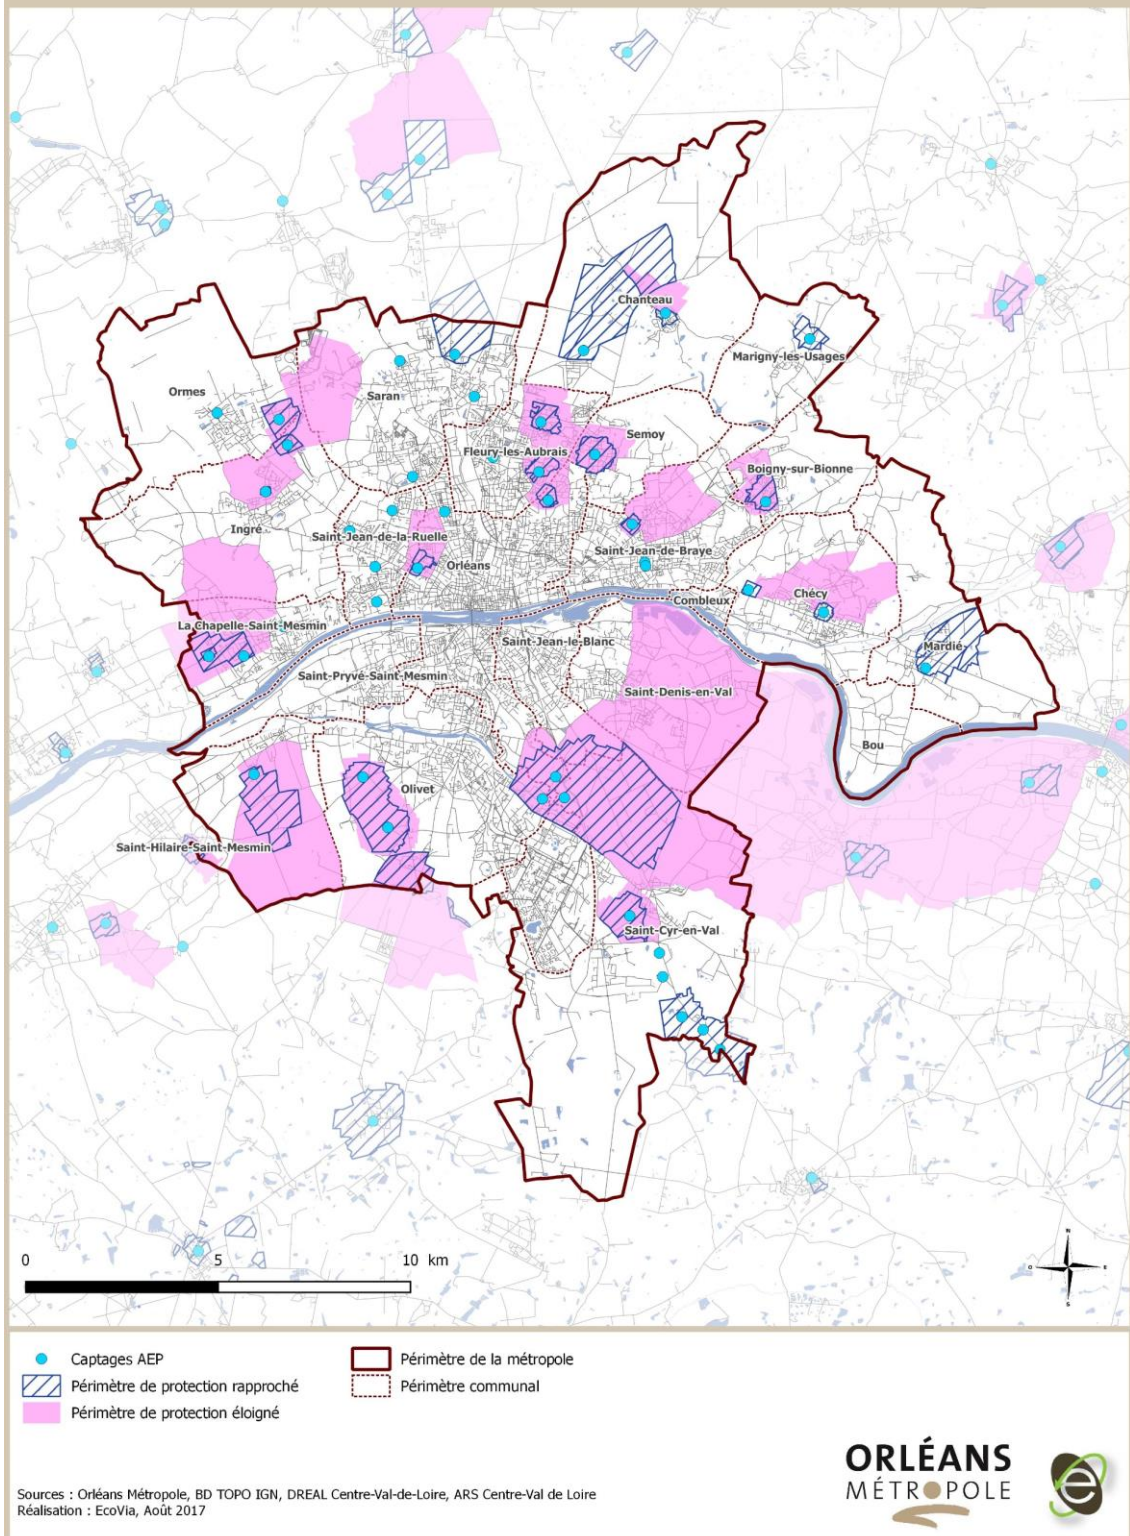 Chanteau
Marigny-les-Usages
Ormes
Saran
Semoy
Fleury-les-Aubrais
Boigny-sur-Bionne
Ingré
Saint-Jean-de-la-Ruelle
Saint-Jean-de-Braye
Orléans
Chécy
Combleux
La Chapelle-Saint-Mesmin
Saint-Jean-le-Blanc
Mardié
Saint-Pryvé-Saint-Mesmin
Saint-Denis-en-Val
Bou
Olivet
Saint-Hilaire-Saint-Mesmin
Saint-Cyr-en-Val
0 5 10 km
N
O E
S
Captages AEP
Périmètre de protection rapproché
Périmètre de protection éloigné
Périmètre de la métropole
Périmètre communal
ORLÉANS
MÉTROPOLE
e
Sources : Orléans Métropole, BD TOPO IGN, DREAL Centre-Val-de-Loire, ARS Centre-Val de Loire
Réalisation : EcoVia, Août 2017